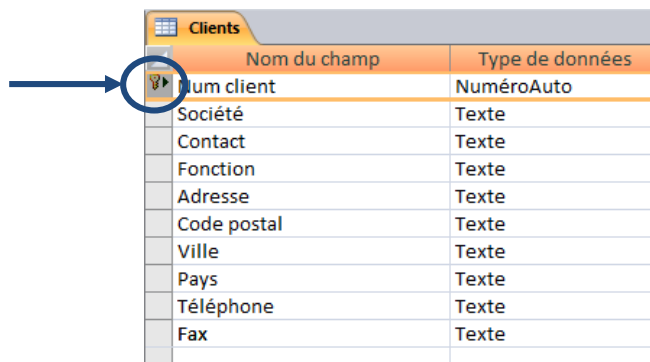 Clients
Nom du champ Type de données
Num client NuméroAuto
Société Texte
Contact Texte
Fonction Texte
Adresse Texte
Code postal Texte
Ville Texte
Pays Texte
Téléphone Texte
Fax Texte